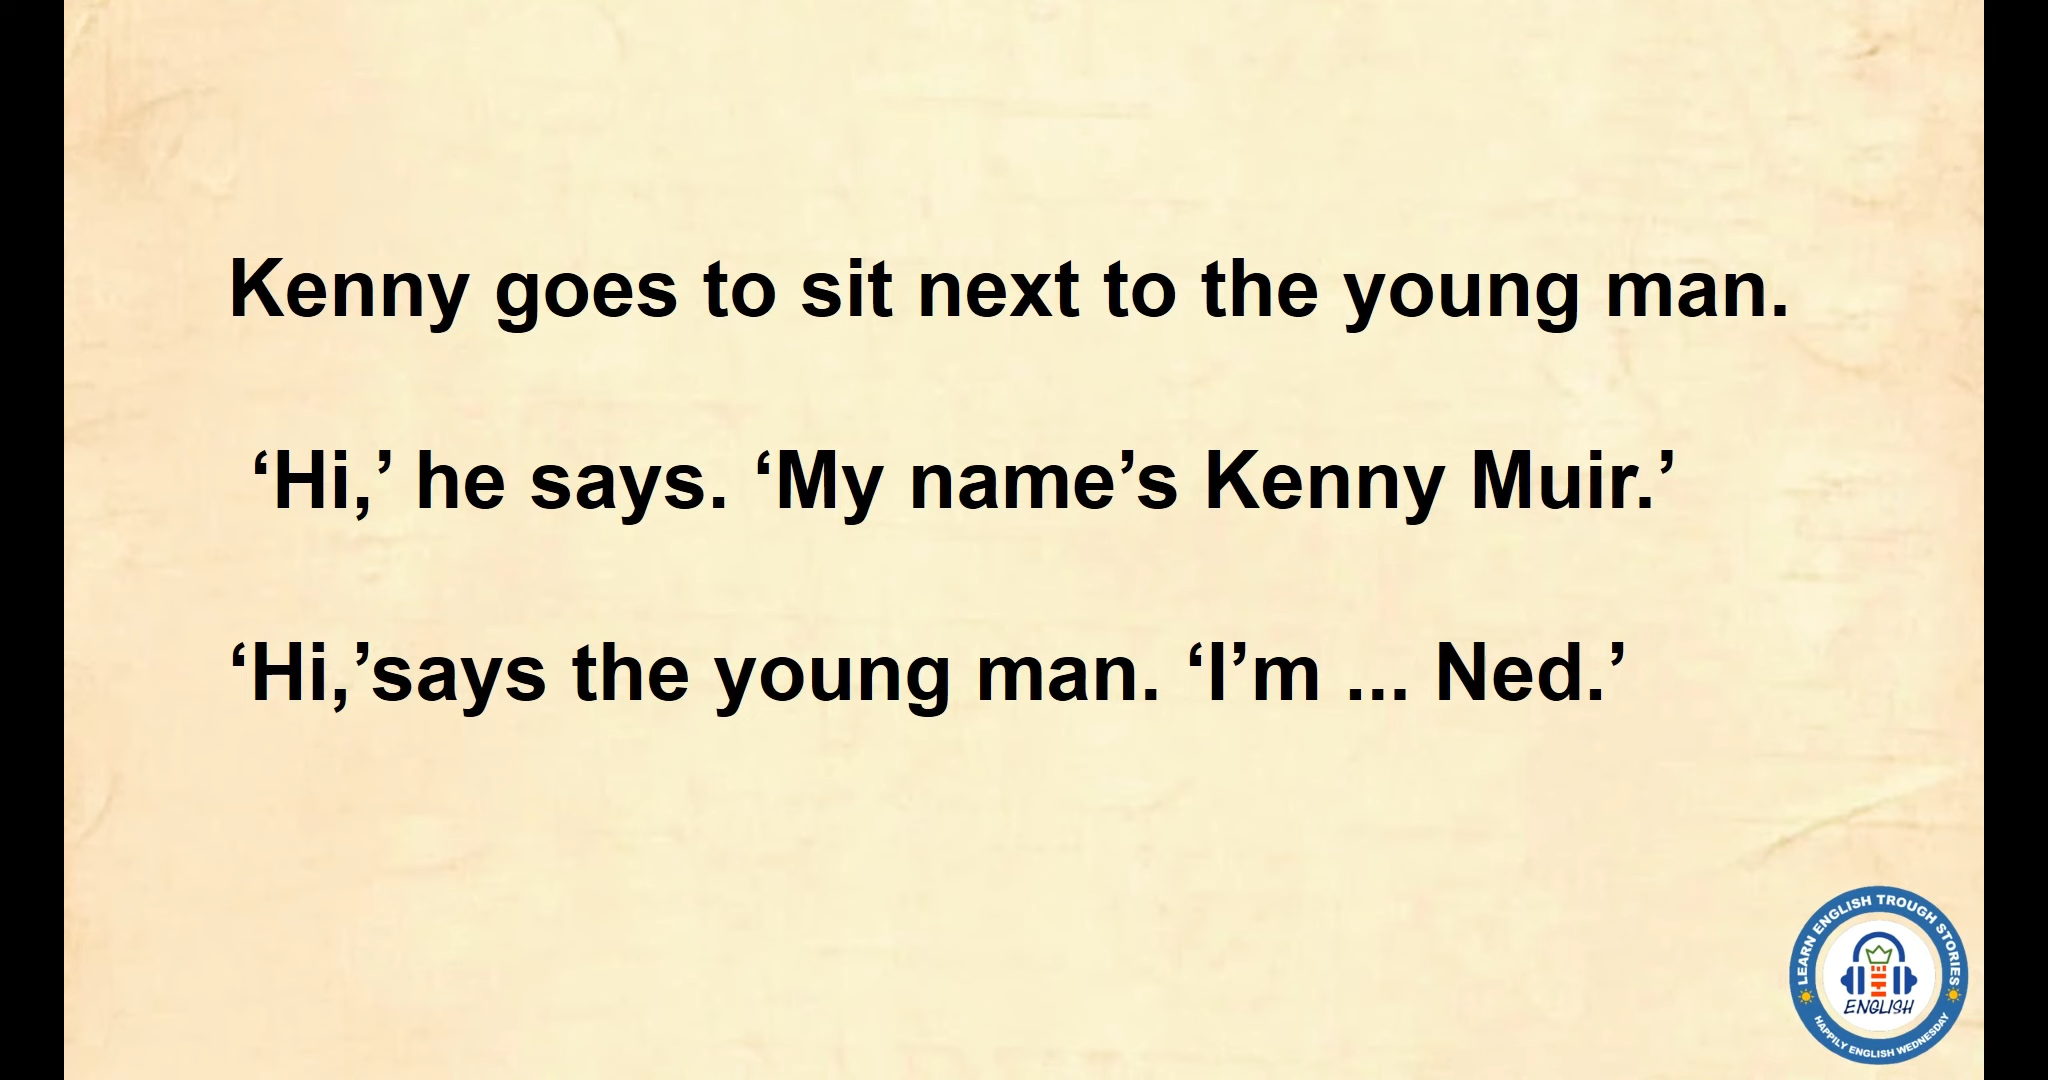 Kenny goes to sit next to the young man.
‘Hi,’ he says. ‘My name’s Kenny Muir.’
‘Hi,’says the young man. ‘I’m ... Ned.’
LEARN ENGLISH TROUGH STORIES
ENGLISH
HAPPILY ENGLISH WEDNESDAY